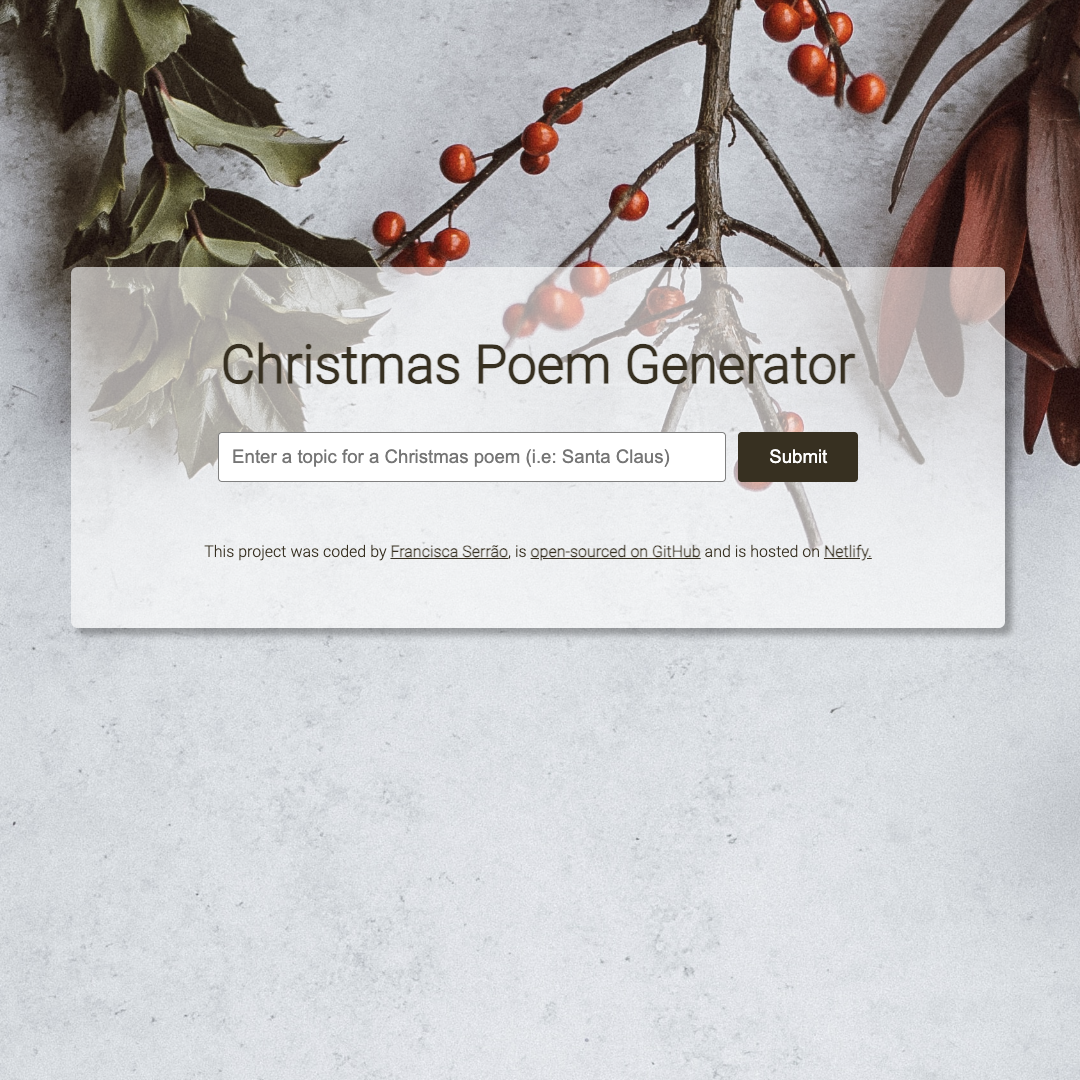 Christmas Poem Generator
Enter a topic for a Christmas poem (i.e: Santa Claus)
Submit
This project was coded by Francisca Serrão, is open-sourced on GitHub and is hosted on Netlify.